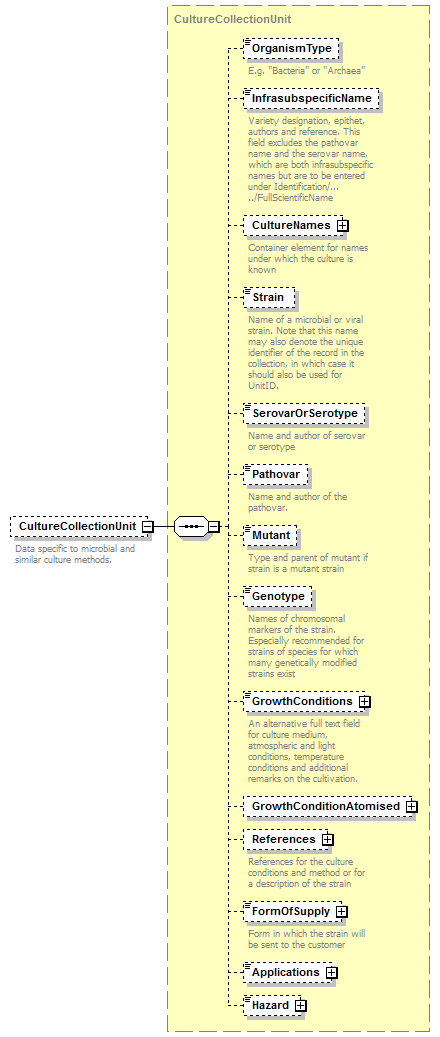 CultureCollectionUnit
OrganismType
E.g. "Bacteria" or "Archaea"
InfrasubspecificName
Variety designation, epithet,
authors and reference. This
field excludes the pathovar
name and the serovar name,
which are both infrasubspecific
names but are to be entered
under Identification/...
../FullScientificName
CultureNames
Container element for names
under which the culture is
known
Strain
Name of a microbial or viral
strain. Note that this name
may also denote the unique
identifier of the record in the
collection, in which case it
should also be used for
UnitID.
SerovarOrSerotype
Name and author of serovar
or serotype
Pathovar
Name and author of the
pathovar.
CultureCollectionUnit
Data specific to microbial and
similar culture methods.
Mutant
Type and parent of mutant if
strain is a mutant strain
Genotype
Names of chromosomal
markers of the strain.
Especially recommended for
strains of species for which
many genetically modified
strains exist
GrowthConditions
An alternative full text field
for culture medium,
atmospheric and light
conditions, temperature
conditions and additional
remarks on the cultivation.
GrowthConditionAtomised
References
References for the culture
conditions and method or for
a description of the strain
FormOfSupply
Form in which the strain will
be sent to the customer
Applications
Hazard